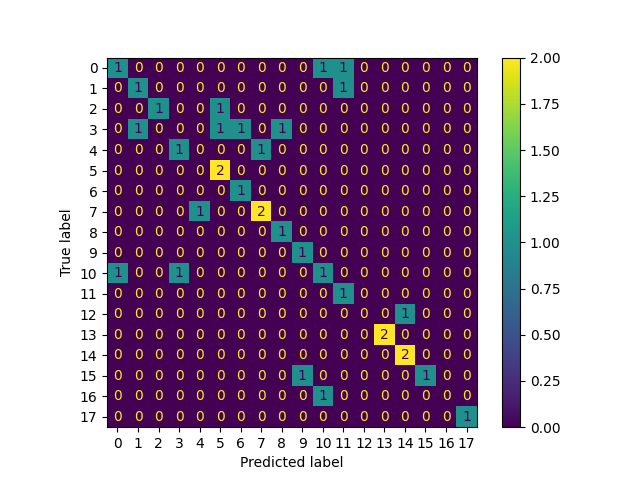 0 1 0 0 0 0 0 0 0 0 0 1 1 0 0 0 0 0 0
1 0 1 0 0 0 0 0 0 0 0 0 1 0 0 0 0 0 0
2 0 0 1 0 0 1 0 0 0 0 0 0 0 0 0 0 0 0
3 0 1 0 0 0 1 1 0 1 0 0 0 0 0 0 0 0 0
4 0 0 0 1 0 0 0 1 0 0 0 0 0 0 0 0 0 0
5 0 0 0 0 0 2 0 0 0 0 0 0 0 0 0 0 0 0
6 0 0 0 0 0 0 1 0 0 0 0 0 0 0 0 0 0 0
7 0 0 0 0 1 0 0 2 0 0 0 0 0 0 0 0 0 0
8 0 0 0 0 0 0 0 0 1 0 0 0 0 0 0 0 0 0
9 0 0 0 0 0 0 0 0 0 1 0 0 0 0 0 0 0 0
10 1 0 0 1 0 0 0 0 0 0 1 0 0 0 0 0 0 0
11 0 0 0 0 0 0 0 0 0 0 0 1 0 0 0 0 0 0
12 0 0 0 0 0 0 0 0 0 0 0 0 0 0 1 0 0 0
13 0 0 0 0 0 0 0 0 0 0 0 0 0 2 0 0 0 0
14 0 0 0 0 0 0 0 0 0 0 0 0 0 0 2 0 0 0
15 0 0 0 0 0 0 0 0 0 1 0 0 0 0 0 1 0 0
16 0 0 0 0 0 0 0 0 0 0 1 0 0 0 0 0 0 0
17 0 0 0 0 0 0 0 0 0 0 0 0 0 0 0 0 0 1
0 1 2 3 4 5 6 7 8 9 10 11 12 13 14 15 16 17
Predicted label
True label
2.00
1.75
1.50
1.25
1.00
0.75
0.50
0.25
0.00